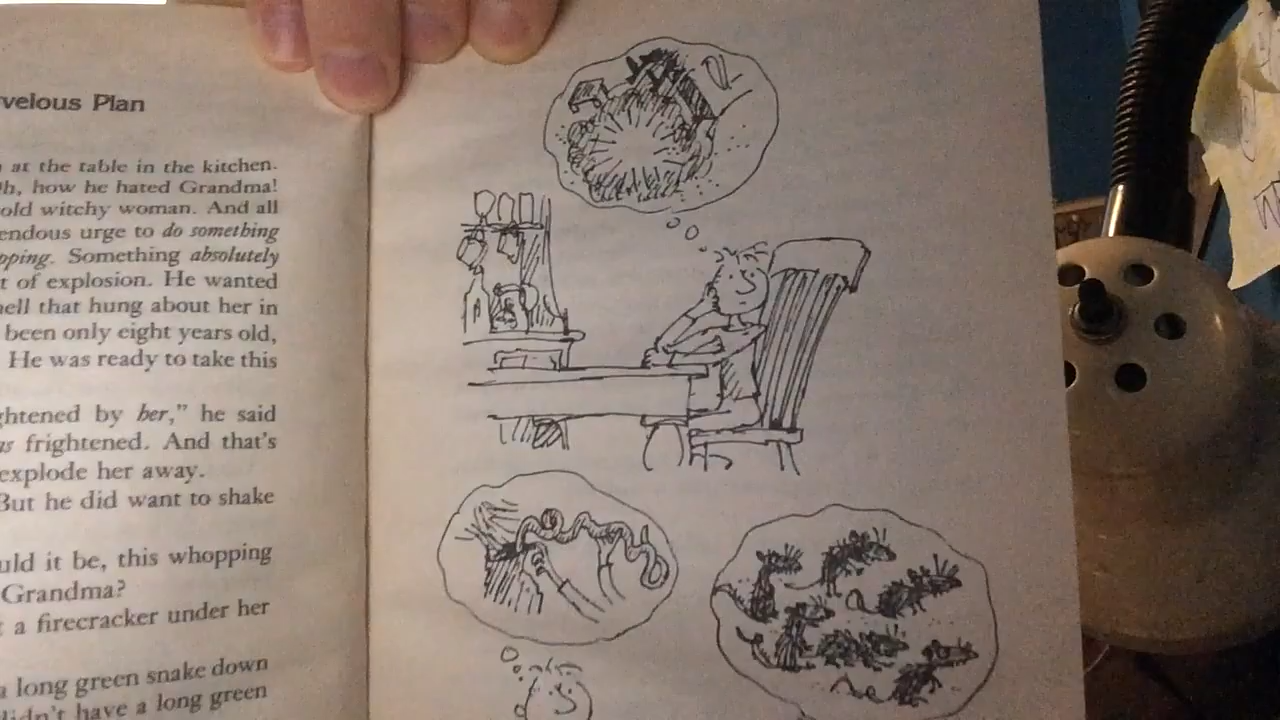 velous Plan
at the table in the kitchen.
h, how he hated Grandma!
old witchy woman. And all
endous urge to do something
pping. Something absolutely
t of explosion. He wanted
ell that hung about her in
been only eight years old,
He was ready to take this
ghtened by her," he said
s frightened. And that's
explode her away.
But he did want to shake
uld it be, this whopping
Grandma?
t a firecracker under her
a long green snake down
didn't have a long green